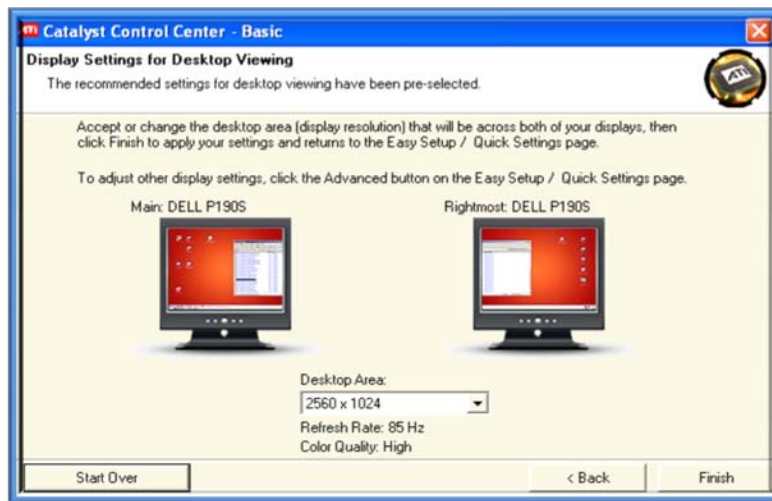 ATI Catalyst Control Center - Basic
Display Settings for Desktop Viewing
The recommended settings for desktop viewing have been pre-selected.
ATI
Accept or change the desktop area (display resolution) that will be across both of your displays, then
click Finish to apply your settings and returns to the Easy Setup / Quick Settings page.
To adjust other display settings, click the Advanced button on the Easy Setup / Quick Settings page.
Main: DELL P190S
Rightmost: DELL P190S
Desktop Area:
2560 x 1024
Refresh Rate: 85 Hz
Color Quality: High
Start Over
< Back
Finish